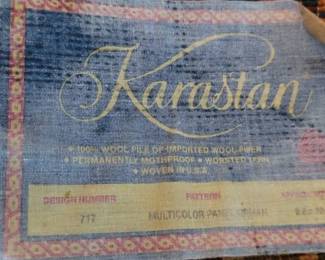 Karastan
• 100% WOOL PILE OF IMPORTED WOOL FIBER
• PERMANENTLY MOTHPROOF • WORSTED YARN
• WOVEN IN U.S.A.
DESIGN NUMBER PATTERN
717 MULTICOLOR PANEL KIRMAN